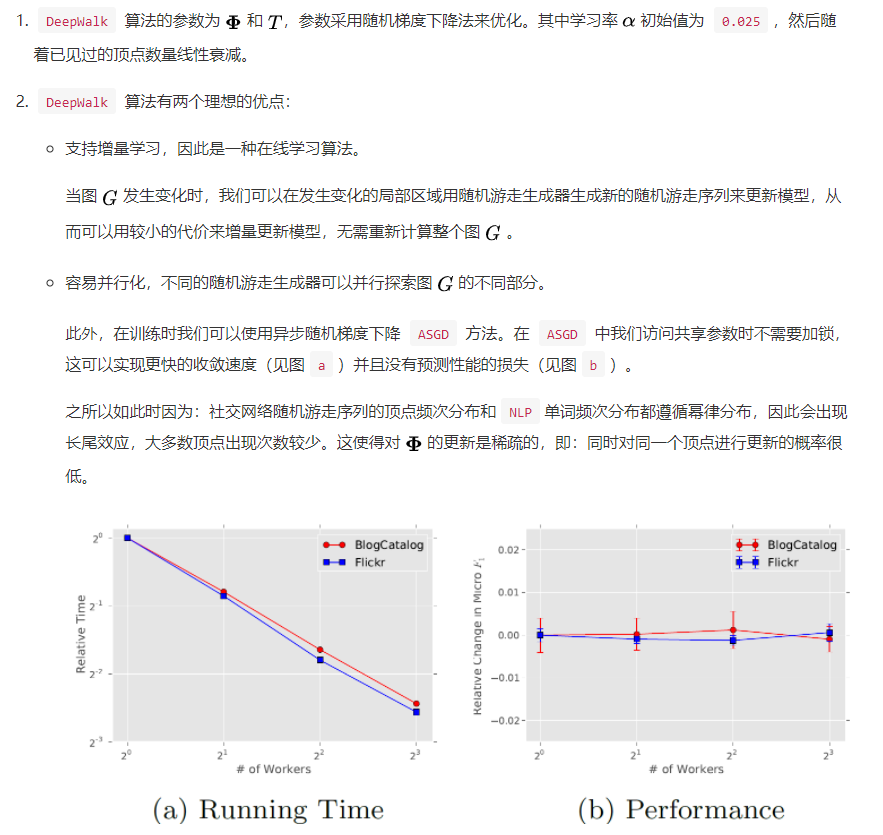 1. DeepWalk 算法的参数为 Φ 和 T，参数采用随机梯度下降法来优化。其中学习率 α 初始值为 0.025 ，然后随
着已见过的顶点数量线性衰减。
2. DeepWalk 算法有两个理想的优点：
支持增量学习，因此是一种在线学习算法。
当图 G 发生变化时，我们可以在发生变化的局部区域用随机游走生成器生成新的随机游走序列来更新模型，从
而可以用较小的代价来增量更新模型，无需重新计算整个图 G 。
容易并行化，不同的随机游走生成器可以并行探索图 G 的不同部分。
此外，在训练时我们可以使用异步随机梯度下降 ASGD 方法。在 ASGD 中我们访问共享参数时不需要加锁，
这可以实现更快的收敛速度（见图 a ）并且没有预测性能的损失（见图 b ）。
之所以如此时因为：社交网络随机游走序列的顶点频次分布和 NLP 单词频次分布都遵循幂律分布，因此会出现
长尾效应，大多数顶点出现次数较少。这使得对 Φ 的更新是稀疏的，即：同时对同一个顶点进行更新的概率很
低。
BlogCatalog
Flickr
2^0
2^-1
2^-2
2^-3
Relative Time
2^0 2^1 2^2 2^3
# of Workers
(a) Running Time
BlogCatalog
Flickr
0.02
0.01
0.00
−0.01
−0.02
Relative Change in Micro F₁
2^0 2^1 2^2 2^3
# of Workers
(b) Performance